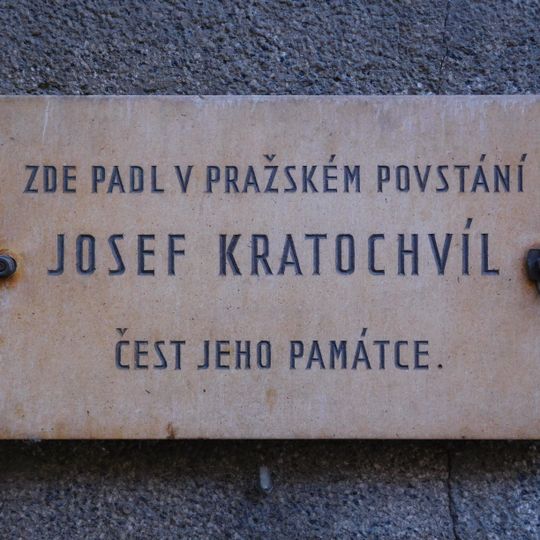 ZDE PADL V PRAŽSKÉM POVSTÁNÍ
JOSEF KRATOCHVÍL
ČEST JEHO PAMÁTCE.